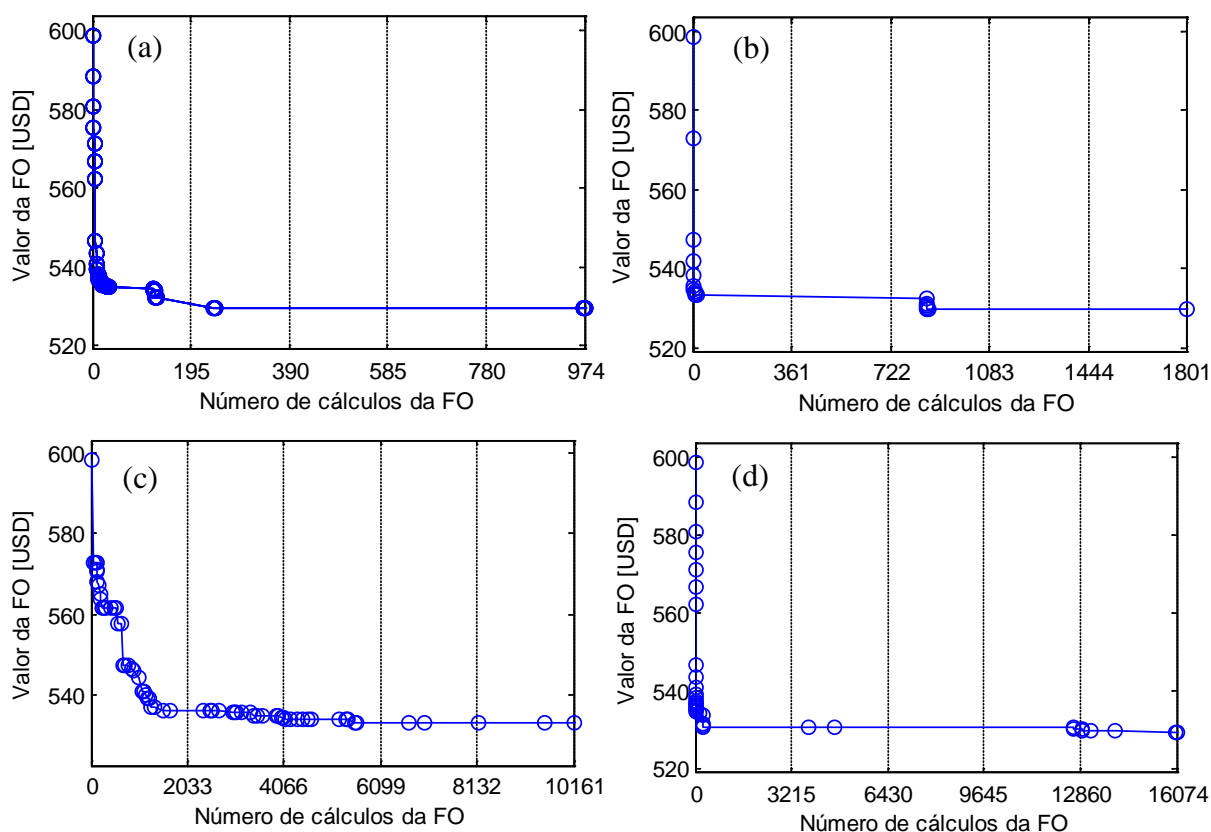 (a)
Valor da FO [USD]
600
580
560
540
520
0 195 390 585 780 974
Número de cálculos da FO
(b)
Valor da FO [USD]
600
580
560
540
520
0 361 722 1083 1444 1801
Número de cálculos da FO
(c)
Valor da FO [USD]
600
580
560
540
0 2033 4066 6099 8132 10161
Número de cálculos da FO
(d)
Valor da FO [USD]
600
580
560
540
520
0 3215 6430 9645 12860 16074
Número de cálculos da FO